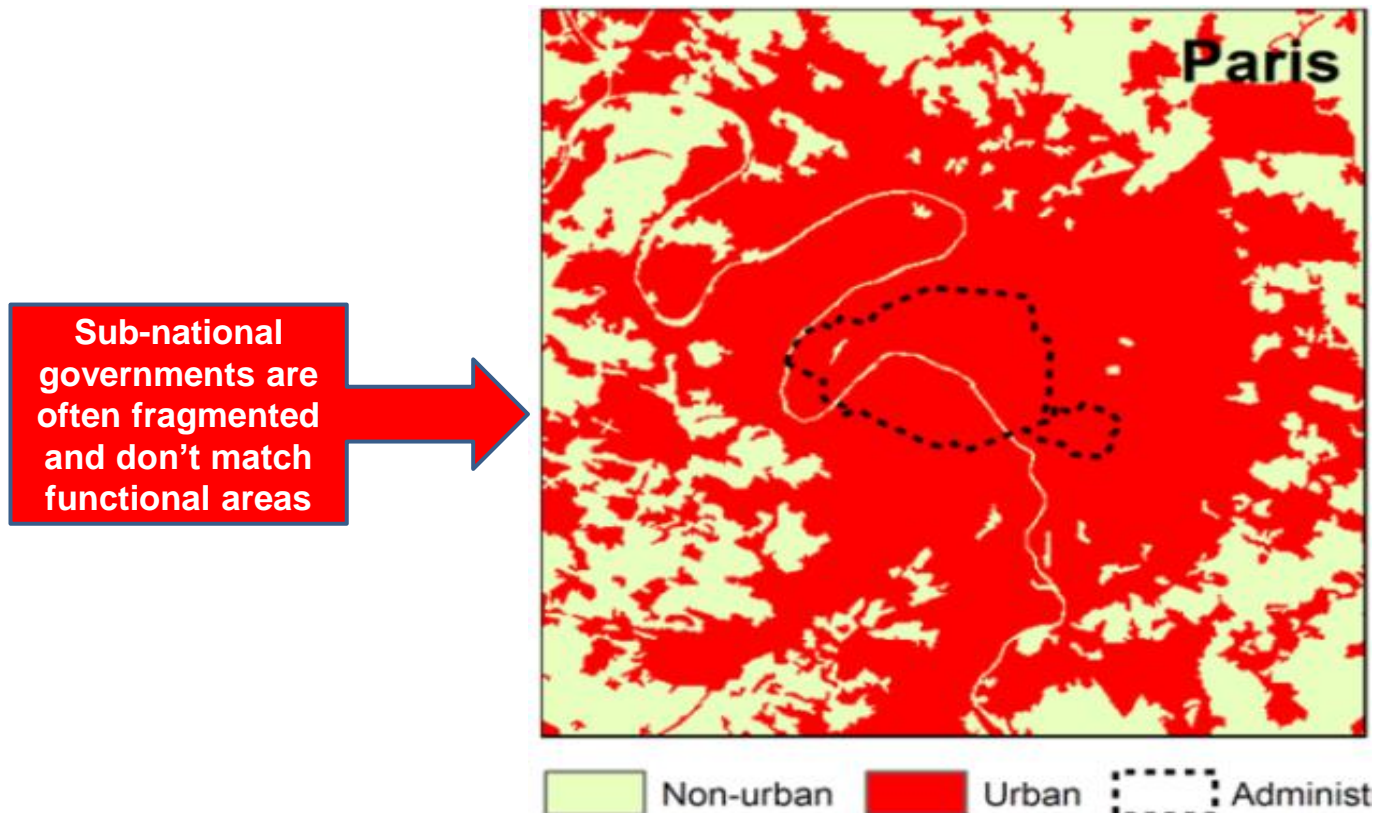 Paris
Sub-national
governments are
often fragmented
and don’t match
functional areas
Non-urban
Urban
Administ